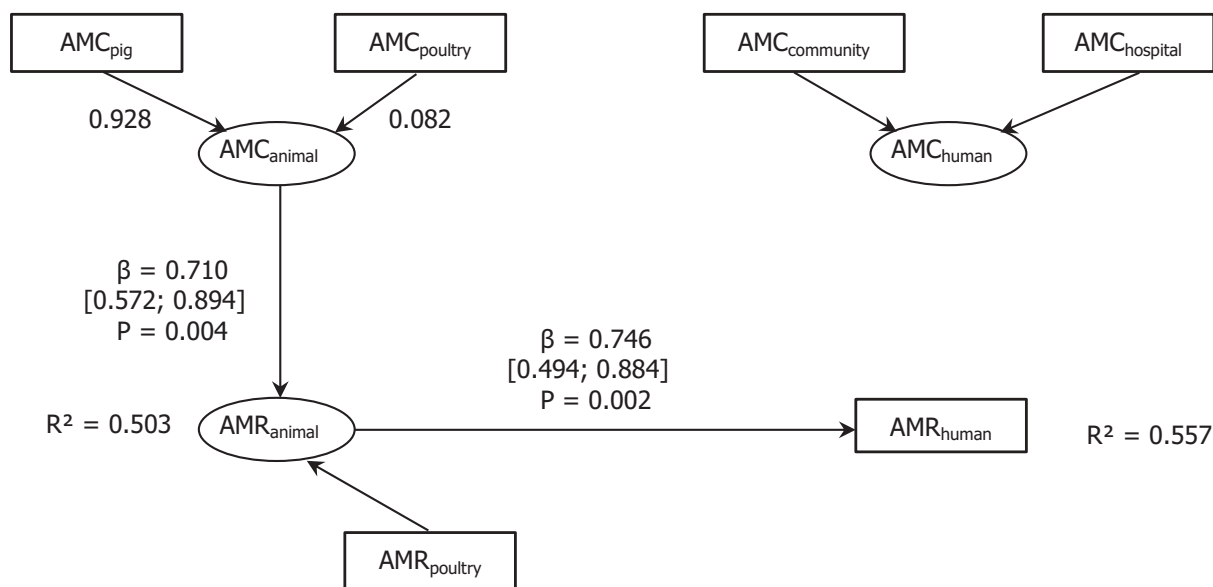 AMCpig
AMCpoultry
AMCcommunity
AMChospital
0.928
0.082
AMCanimal
AMChuman
β = 0.710
[0.572; 0.894]
P = 0.004
β = 0.746
[0.494; 0.884]
P = 0.002
R² = 0.503
AMRanimal
AMRhuman
R² = 0.557
AMRpoultry